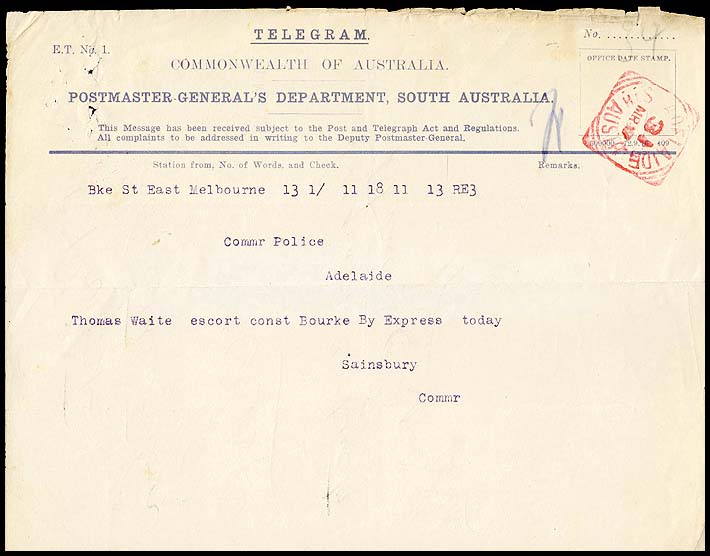 TELEGRAM.
E.T. No. 1.
No. ............
COMMONWEALTH OF AUSTRALIA.
OFFICE DATE STAMP.
POSTMASTER-GENERAL'S DEPARTMENT, SOUTH AUSTRALIA.
This Message has been received subject to the Post and Telegraph Act and Regulations.
All complaints to be addressed in writing to the Deputy Postmaster-General.
409
Station from, No. of Words, and Check.
Remarks.
Bke St East Melbourne 13 1/ 11 18 11 13 RE3
Commr Police
Adelaide
Thomas Waite escort const Bourke By Express today
Sainsbury
Commr